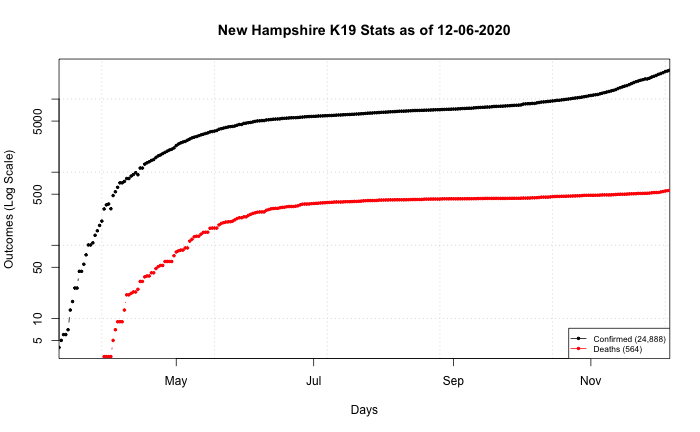 New Hampshire K19 Stats as of 12-06-2020
Outcomes (Log Scale)
5000
500
50
10
5
May
Jul
Sep
Nov
Days
Confirmed (24,888)
Deaths (564)